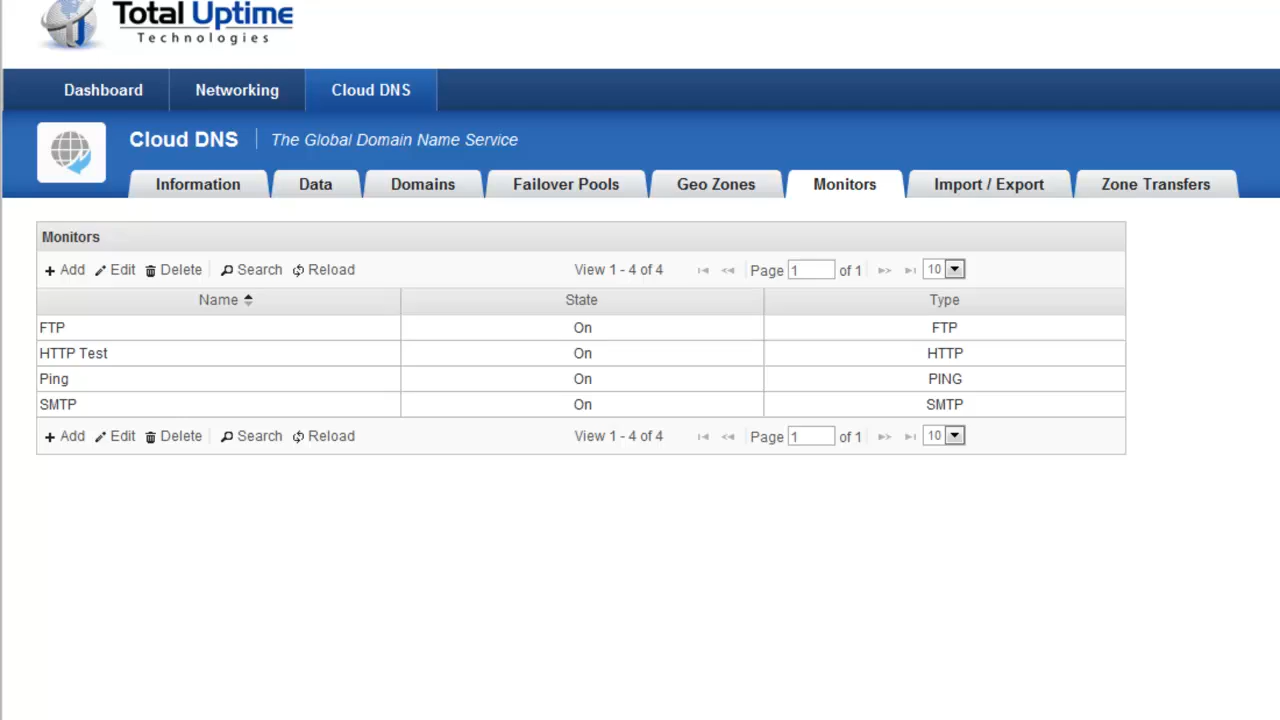 Total Uptime
Technologies
Dashboard Networking Cloud DNS
Cloud DNS The Global Domain Name Service
Information Data Domains Failover Pools Geo Zones Monitors Import / Export Zone Transfers
Monitors
Add Edit Delete Search Reload View 1 - 4 of 4 Page 1 of 1 10
Name State Type
FTP On FTP
HTTP Test On HTTP
Ping On PING
SMTP On SMTP
Add Edit Delete Search Reload View 1 - 4 of 4 Page 1 of 1 10